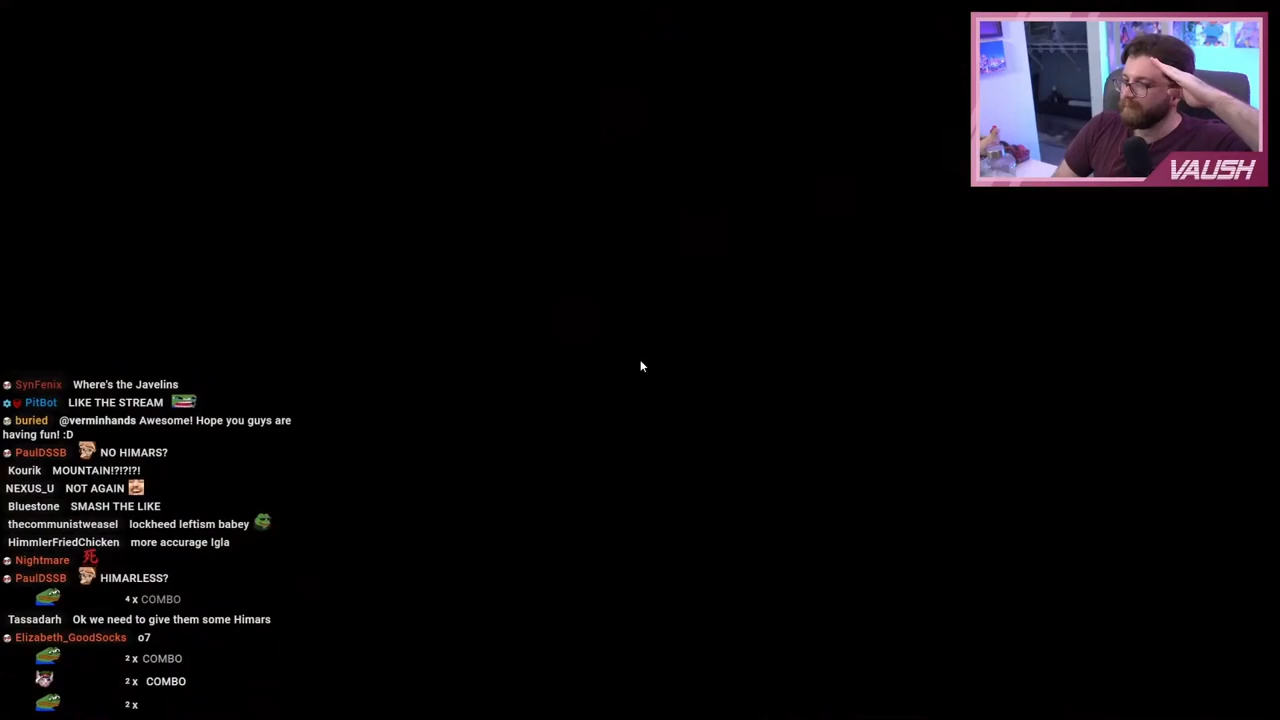 VAUSH
SynFenix Where's the Javelins
PitBot LIKE THE STREAM
buried @verminhands Awesome! Hope you guys are
having fun! :D
PaulDSSB NO HIMARS?
Kourik MOUNTAIN!?!?!?!
NEXUS_U NOT AGAIN
Bluestone SMASH THE LIKE
thecommunistweasel lockheed leftism babey
HimmlerFriedChicken more accurage Igla
Nightmare 死
PaulDSSB HIMARLESS?
4 x COMBO
Tassadarh Ok we need to give them some Himars
Elizabeth_GoodSocks o7
2 x COMBO
2 x COMBO
2 x